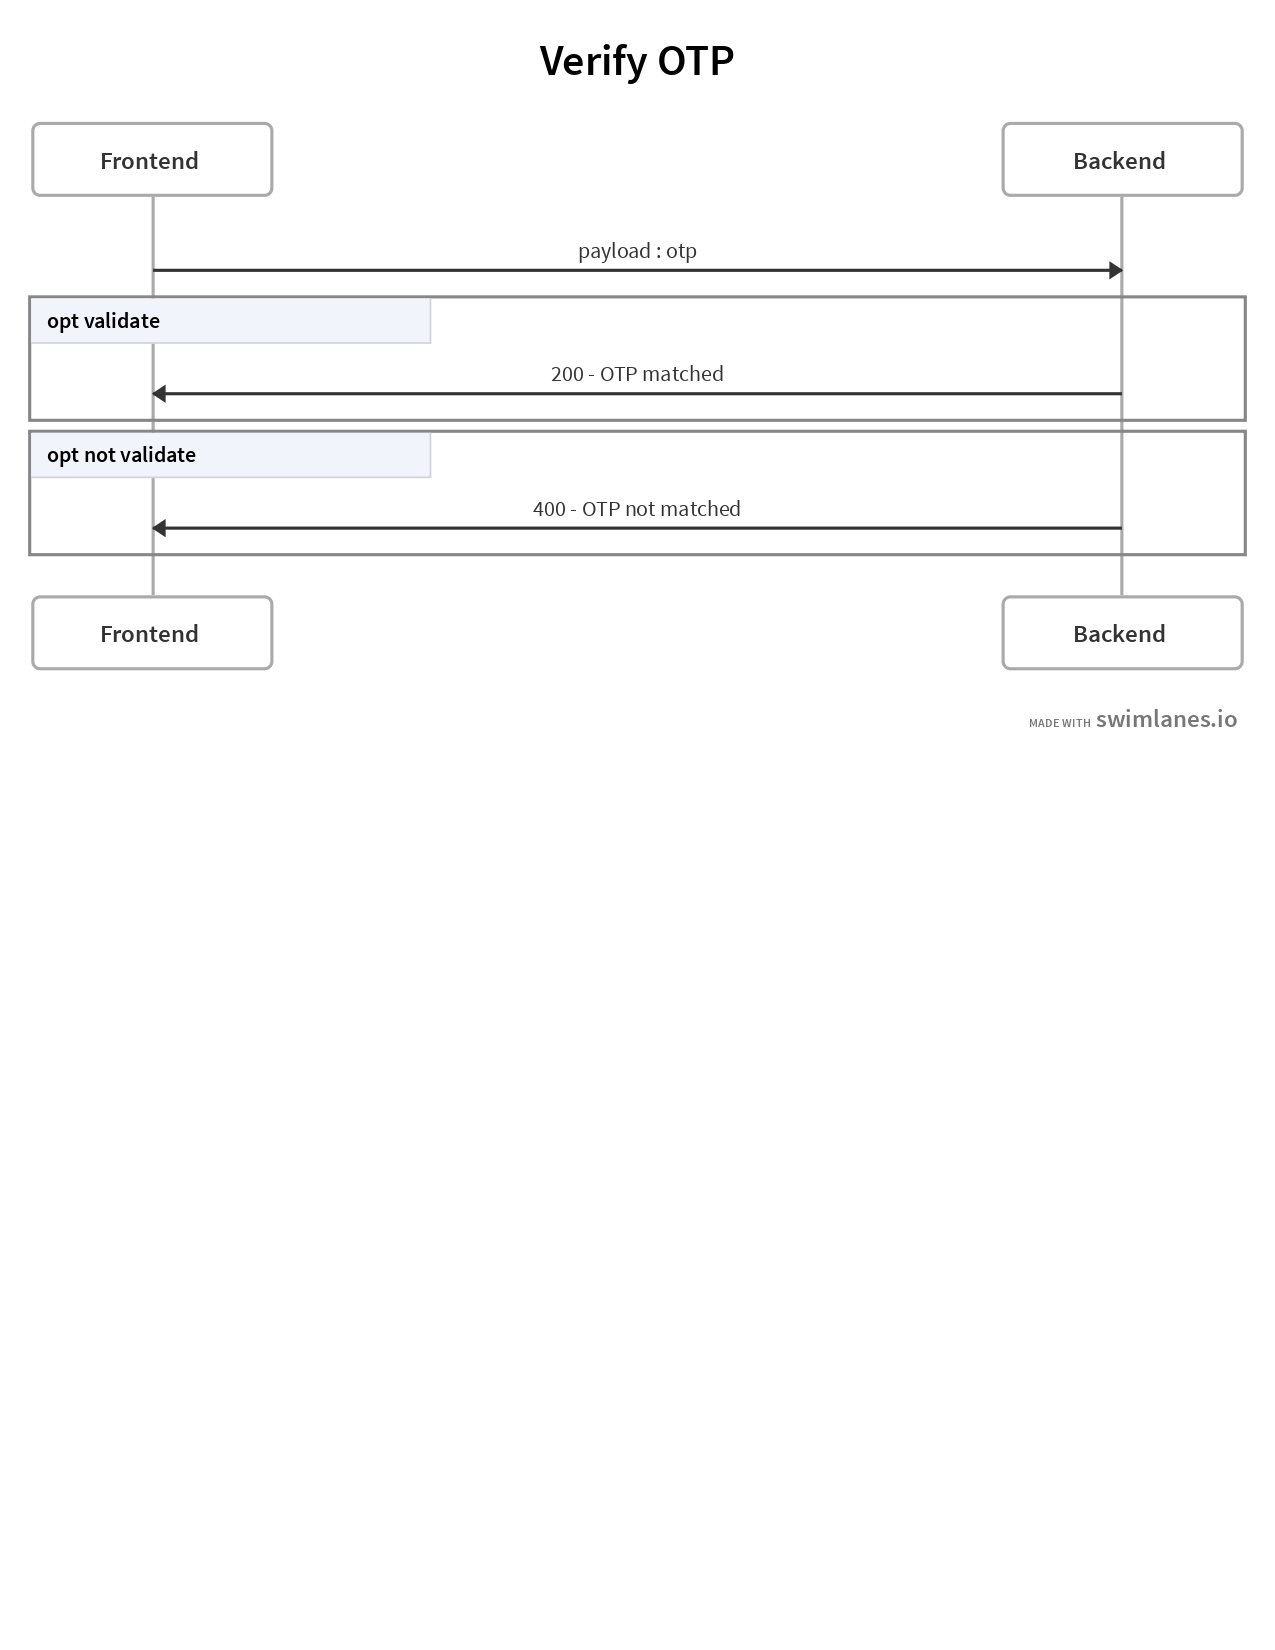 Verify OTP
Frontend
Backend
payload : otp
opt validate
200 - OTP matched
opt not validate
400 - OTP not matched
Frontend
Backend
MADE WITH swimlanes.io